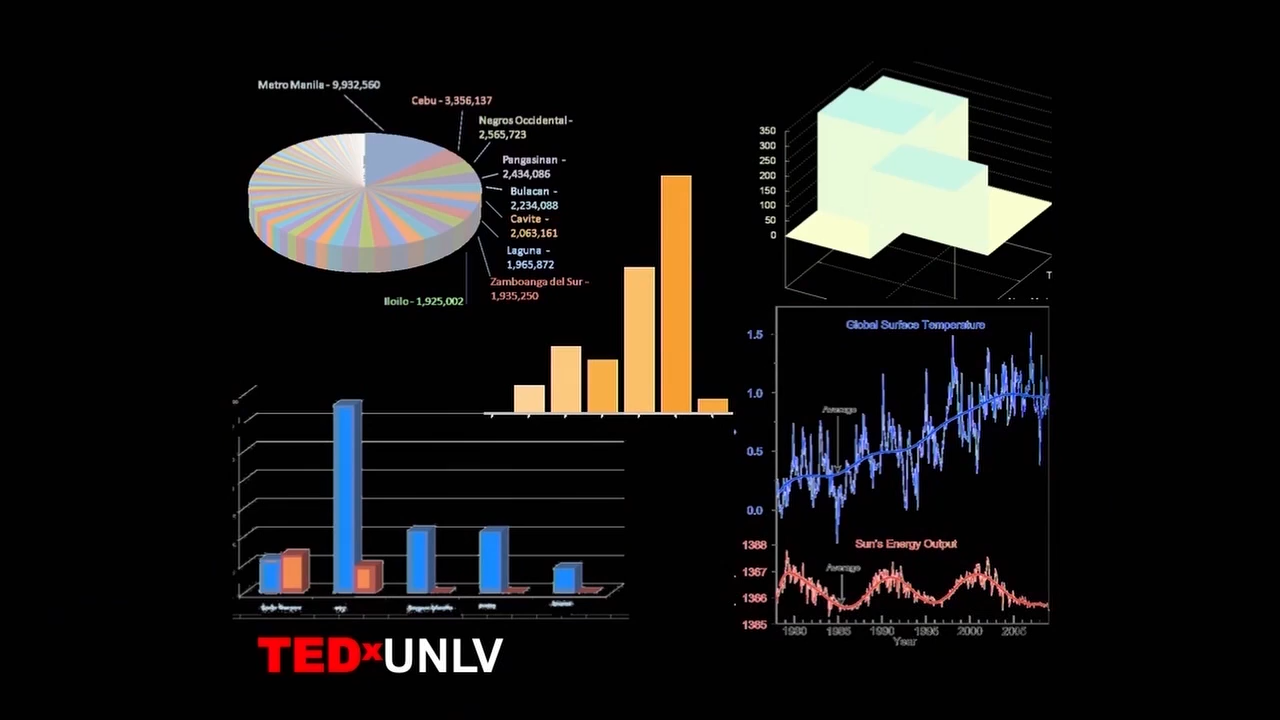 Metro Manila - 9,932,560
Cebu - 3,356,137
Negros Occidental -
2,565,723
Pangasinan -
2,434,086
Bulacan -
2,234,088
Cavite -
2,063,161
Laguna -
1,965,872
Zamboanga del Sur -
1,935,250
Iloilo - 1,925,002
350
300
250
200
150
100
50
0
T
Global Surface Temperature
1.5
1.0
Average
0.5
0.0
Sun's Energy Output
1368
1367
Average
1366
1365
1980 1985 1990 1995 2000 2005
Year
TEDxUNLV